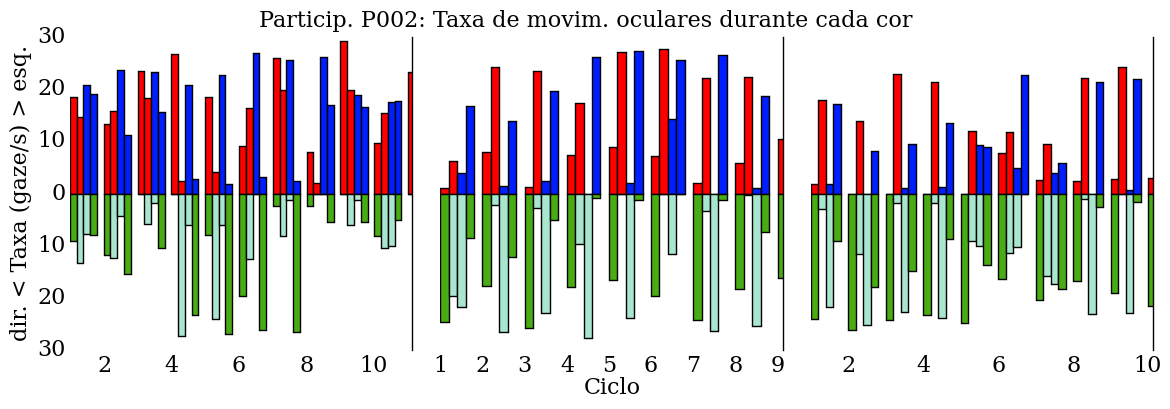 Particip. P002: Taxa de movim. oculares durante cada cor
dir. < Taxa (gaze/s) > esq.
30
20
10
0
10
20
30
2 4 6 8 10
1 2 3 4 5 6 7 8 9
2 4 6 8 10
Ciclo